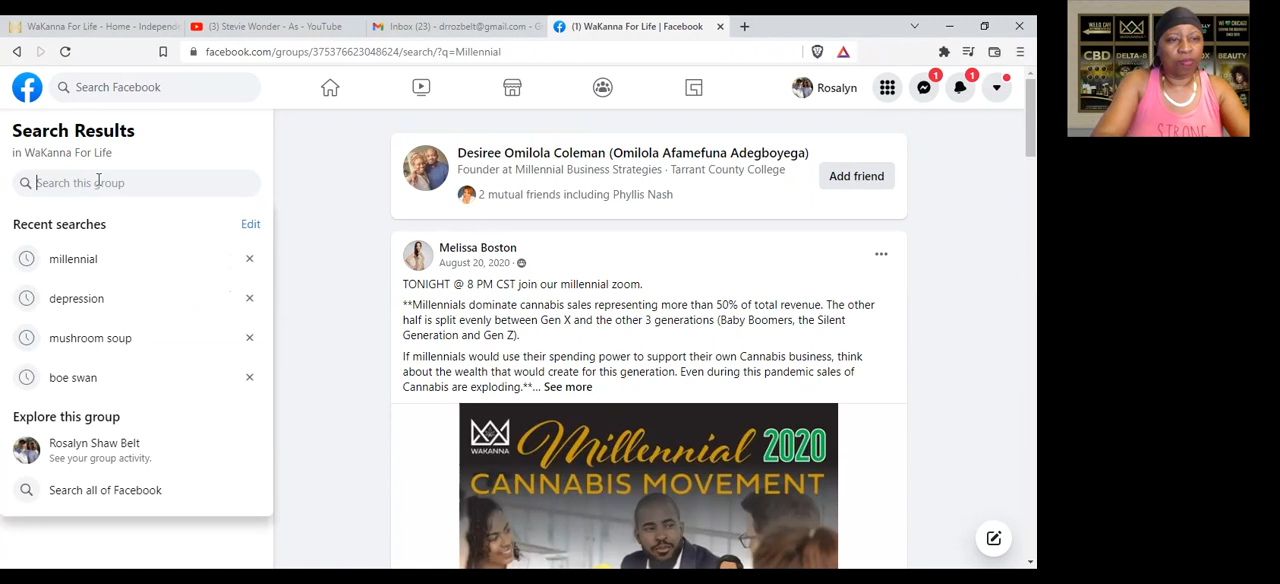 WaKanna For Life - Home - Independ
(3) Stevie Wonder - As - YouTube
Inbox (23) - drrozbelt@gmail.com - G
(1) WaKanna For Life | Facebook
facebook.com/groups/375376623048624/search/?q=Millennial
Search Facebook
Rosalyn
1
1
Search Results
in WaKanna For Life
Search this group
Recent searches
Edit
millennial
depression
mushroom soup
boe swan
Explore this group
Rosalyn Shaw Belt
See your group activity.
Search all of Facebook
Desiree Omilola Coleman (Omilola Afamefuna Adegboyega)
Founder at Millennial Business Strategies · Tarrant County College
2 mutual friends including Phyllis Nash
Add friend
Melissa Boston
August 20, 2020 ·
TONIGHT @ 8 PM CST join our millennial zoom.
**Millennials dominate cannabis sales representing more than 50% of total revenue. The other
half is split evenly between Gen X and the other 3 generations (Baby Boomers, the Silent
Generation and Gen Z).
If millennials would use their spending power to support their own Cannabis business, think
about the wealth that would create for this generation. Even during this pandemic sales of
Cannabis are exploding.**... See more
WAKANNA
Millennial 2020
CANNABIS MOVEMENT
CBD
DELTA-8
BEAUTY
STRONG